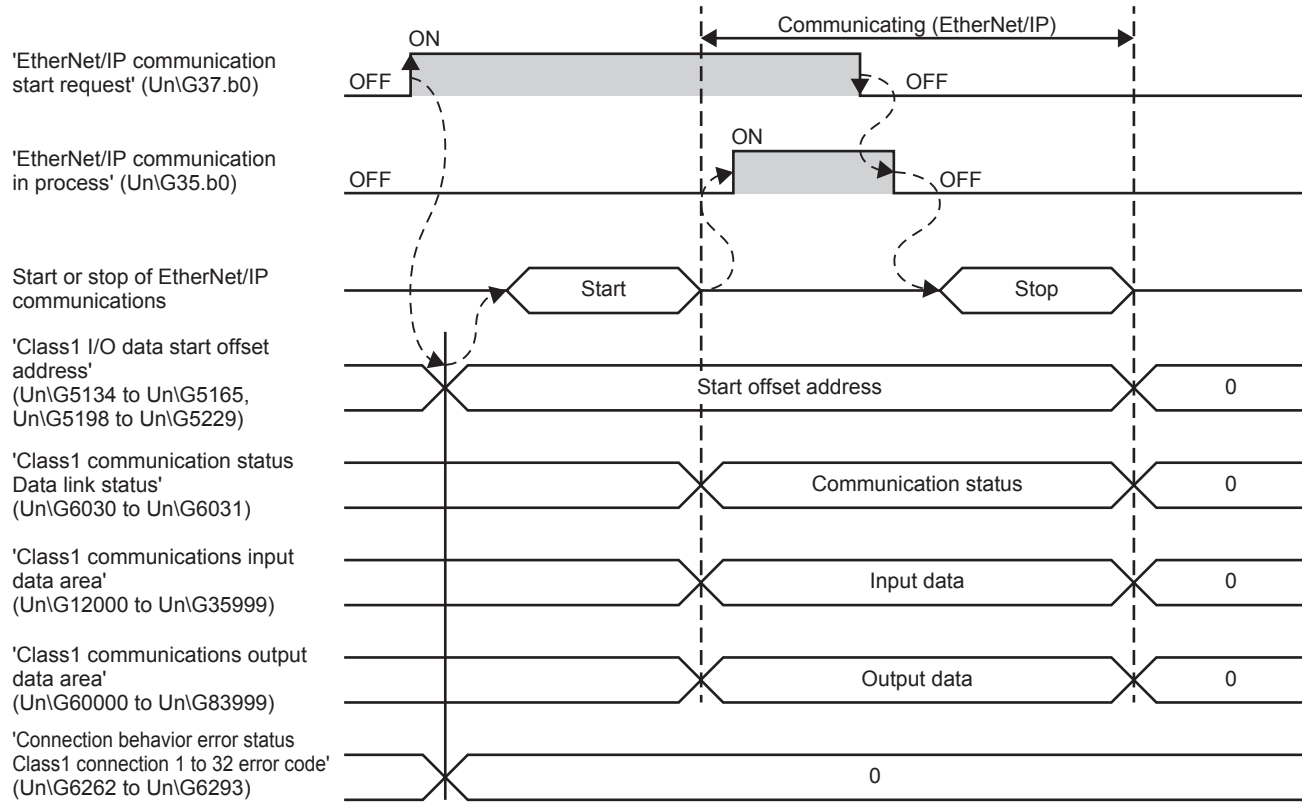 Communicating (EtherNet/IP)
'EtherNet/IP communication
start request' (Un\G37.b0)
OFF
ON
OFF
'EtherNet/IP communication
in process' (Un\G35.b0)
OFF
ON
OFF
Start or stop of EtherNet/IP
communications
Start
Stop
'Class1 I/O data start offset
address'
(Un\G5134 to Un\G5165,
Un\G5198 to Un\G5229)
Start offset address
0
'Class1 communication status
Data link status'
(Un\G6030 to Un\G6031)
Communication status
0
'Class1 communications input
data area'
(Un\G12000 to Un\G35999)
Input data
0
'Class1 communications output
data area'
(Un\G60000 to Un\G83999)
Output data
0
'Connection behavior error status
Class1 connection 1 to 32 error code'
(Un\G6262 to Un\G6293)
0